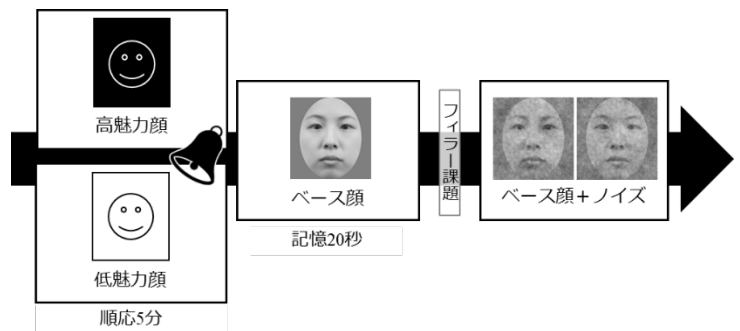 高魅力顔
低魅力顔
順応5分
ベース顔
記憶20秒
フィラー課題
ベース顔+ノイズ